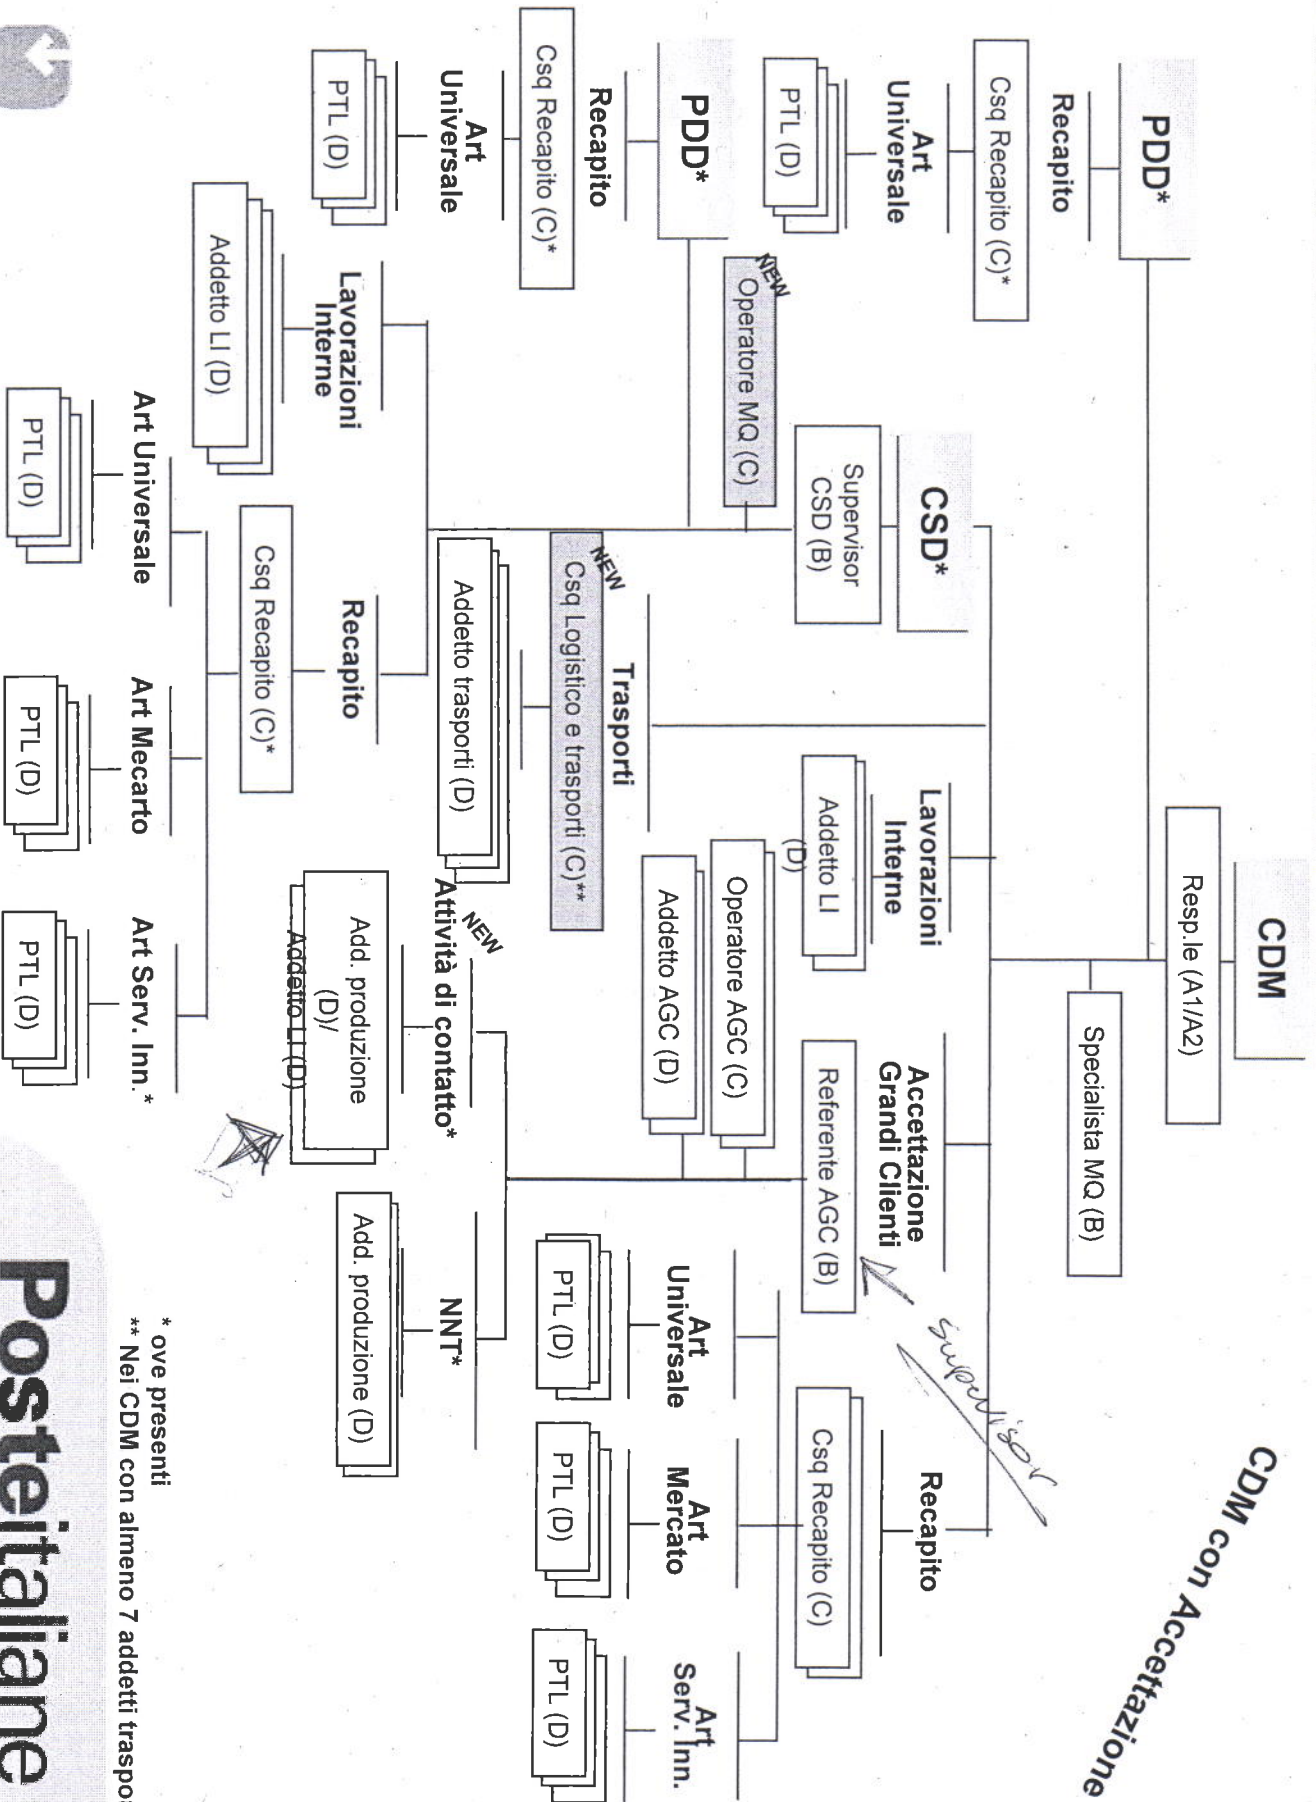 CDM con Accettazione
CDM
Resp.le (A1/A2)
Specialista MQ (B)
PDD*
Recapito
Csq Recapito (C)*
Art
Universale
PTL (D)
CSD*
Supervisor
CSD (B)
NEW
Operatore MQ (C)
PDD*
Recapito
Csq Recapito (C)*
Art
Universale
PTL (D)
Lavorazioni
Interne
Addetto LI (D)
Recapito
Csq Recapito (C)*
Art Universale
PTL (D)
Art Mecarto
PTL (D)
Art Serv. Inn.*
PTL (D)
Trasporti
NEW
Csq Logistico e trasporti (C)**
Addetto trasporti (D)
Lavorazioni
Interne
Addetto LI
(D)
Accettazione
Grandi Clienti
Referente AGC (B)
supervisor
Operatore AGC (C)
Addetto AGC (D)
NEW
Attività di contatto*
Add. produzione
(D)/
Addetto LI (D)
NNT*
Add. produzione (D)
Recapito
Csq Recapito (C)
Art
Universale
PTL (D)
Art
Mercato
PTL (D)
Art
Serv. Inn.
PTL (D)
* ove presenti
** Nei CDM con almeno 7 addetti traspo
Posteitaliane